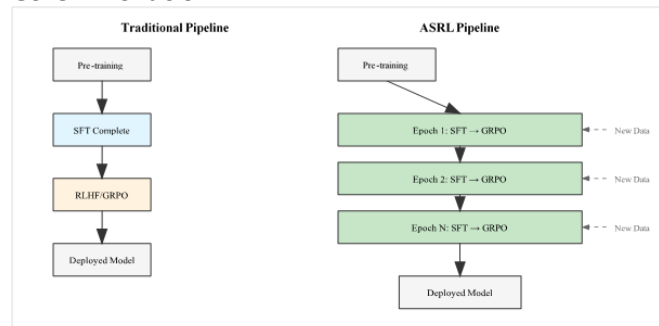 Traditional Pipeline
Pre-training
SFT Complete
RLHF/GRPO
Deployed Model
ASRL Pipeline
Pre-training
Epoch 1: SFT → GRPO
New Data
Epoch 2: SFT → GRPO
New Data
Epoch N: SFT → GRPO
New Data
Deployed Model